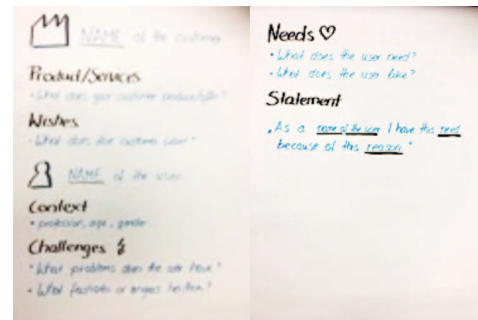 NAME of the customer
Product/Services
• What does your customer produce/offer?
Wishes
• What does the customer want?
NAME of the user
Context
• profession, age, gender
Challenges
• What problems does the user have?
• What frustrates or angers him/her?
Needs ♡
• What does the user need?
• What does the user like?
Statement
„As a name of the user I have this need
because of this reason."